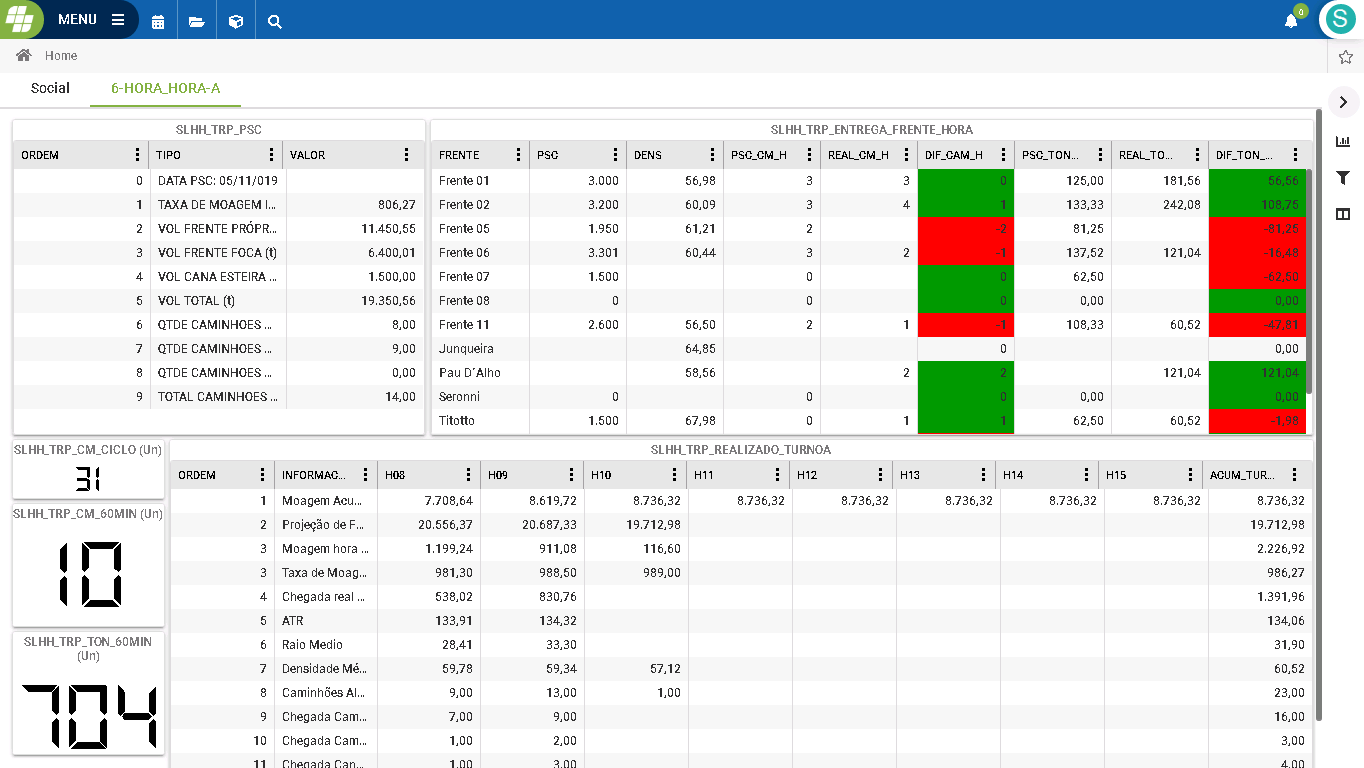 MENU
0
S
Home
Social 6-HORA_HORA-A
SLHH_TRP_PSC
ORDEM TIPO VALOR
0 DATA PSC: 05/11/019
1 TAXA DE MOAGEM I... 806,27
2 VOL FRENTE PRÓPR... 11.450,55
3 VOL FRENTE FOCA (t) 6.400,01
4 VOL CANA ESTEIRA ... 1.500,00
5 VOL TOTAL (t) 19.350,56
6 QTDE CAMINHOES ... 8,00
7 QTDE CAMINHOES ... 9,00
8 QTDE CAMINHOES ... 0,00
9 TOTAL CAMINHOES ... 14,00
SLHH_TRP_ENTREGA_FRENTE_HORA
FRENTE PSC DENS PSC_CM_H REAL_CM_H DIF_CAM_H PSC_TON... REAL_TO... DIF_TON_...
Frente 01 3.000 56,98 3 3 0 125,00 181,56 56,56
Frente 02 3.200 60,09 3 4 1 133,33 242,08 108,75
Frente 05 1.950 61,21 2 -2 81,25 -81,25
Frente 06 3.301 60,44 3 2 -1 137,52 121,04 -16,48
Frente 07 1.500 0 0 62,50 -62,50
Frente 08 0 0 0 0,00 0,00
Frente 11 2.600 56,50 2 1 -1 108,33 60,52 -47,81
Junqueira 64,85 0 0,00
Pau D´Alho 58,56 2 2 121,04 121,04
Seronni 0 0 0 0,00 0,00
Titotto 1.500 67,98 0 1 1 62,50 60,52 -1,98
SLHH_TRP_CM_CICLO (Un)
31
SLHH_TRP_CM_60MIN (Un)
10
SLHH_TRP_TON_60MIN
(Un)
704
SLHH_TRP_REALIZADO_TURNOA
ORDEM INFORMAC... H08 H09 H10 H11 H12 H13 H14 H15 ACUM_TUR...
1 Moagem Acu... 7.708,64 8.619,72 8.736,32 8.736,32 8.736,32 8.736,32 8.736,32 8.736,32 8.736,32
2 Projeção de F... 20.556,37 20.687,33 19.712,98 19.712,98
3 Moagem hora ... 1.199,24 911,08 116,60 2.226,92
3 Taxa de Moag... 981,30 988,50 989,00 986,27
4 Chegada real ... 538,02 830,76 1.391,96
5 ATR 133,91 134,32 134,06
6 Raio Medio 28,41 33,30 31,90
7 Densidade Mé... 59,78 59,34 57,12 60,52
8 Caminhões Al... 9,00 13,00 1,00 23,00
9 Chegada Cam... 7,00 9,00 16,00
10 Chegada Cam... 1,00 2,00 3,00
11 Chegada Can... 1,00 3,00 4,00